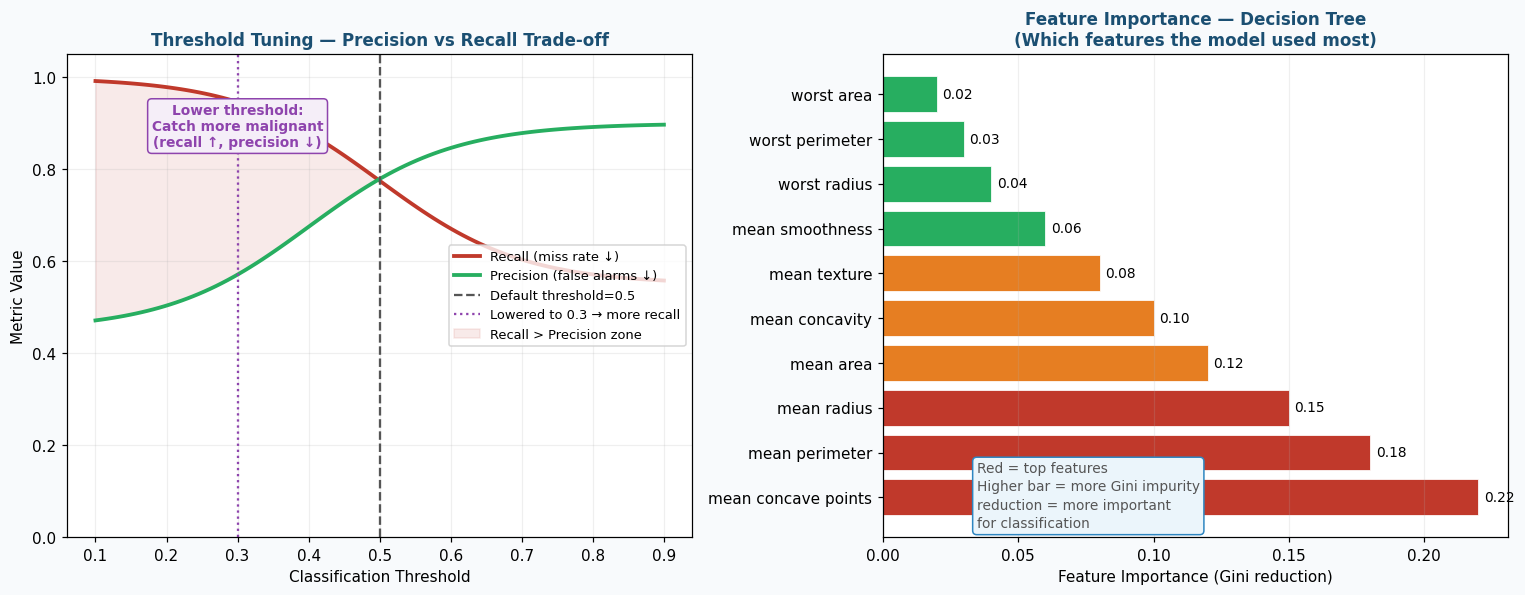 Threshold Tuning — Precision vs Recall Trade-off
Metric Value
1.0
0.8
0.6
0.4
0.2
0.0
Lower threshold:
Catch more malignant
(recall ↑, precision ↓)
Recall (miss rate ↓)
Precision (false alarms ↓)
Default threshold=0.5
Lowered to 0.3 → more recall
Recall > Precision zone
0.1 0.2 0.3 0.4 0.5 0.6 0.7 0.8 0.9
Classification Threshold
Feature Importance — Decision Tree
(Which features the model used most)
worst area 0.02
worst perimeter 0.03
worst radius 0.04
mean smoothness 0.06
mean texture 0.08
mean concavity 0.10
mean area 0.12
mean radius 0.15
mean perimeter 0.18
mean concave points 0.22
Red = top features
Higher bar = more Gini impurity
reduction = more important
for classification
0.00 0.05 0.10 0.15 0.20
Feature Importance (Gini reduction)